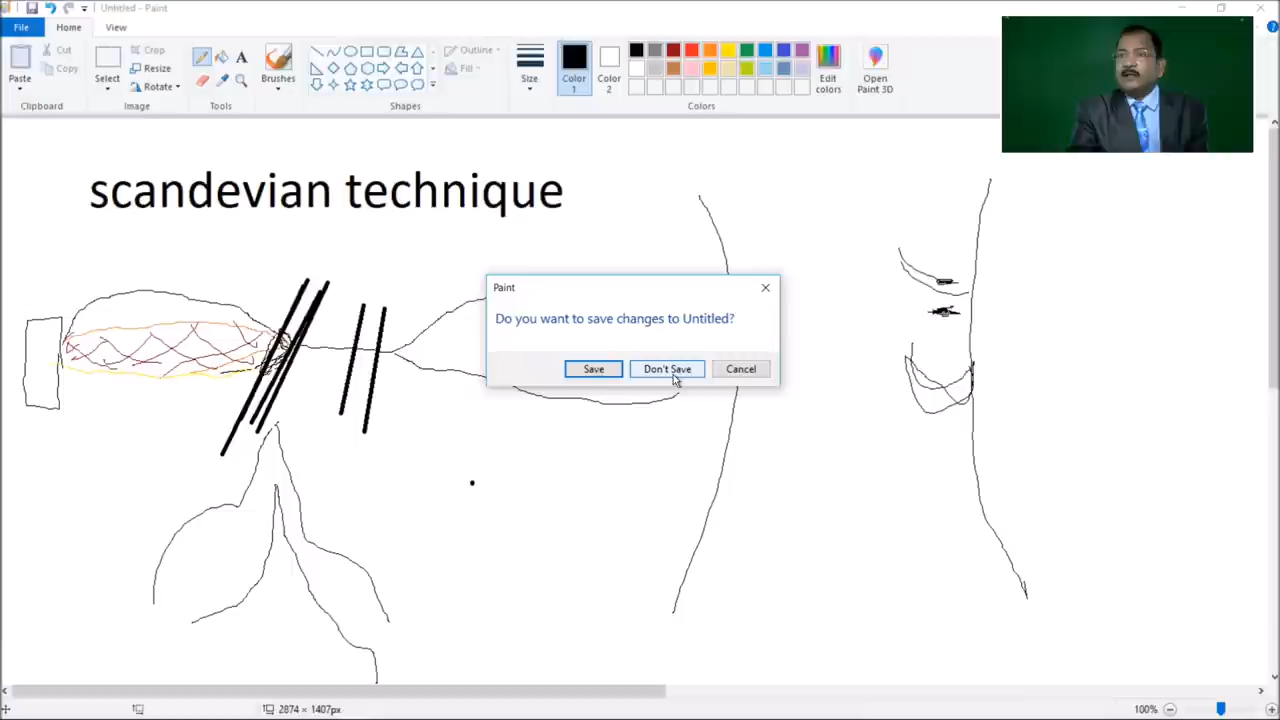 Untitled - Paint
File
Home
View
Paste
Cut
Copy
Clipboard
Select
Crop
Resize
Rotate
Image
A
Tools
Brushes
Shapes
Outline
Fill
Size
Color 1
Color 2
Colors
Edit colors
Open Paint 3D
scandevian technique
Paint
Do you want to save changes to Untitled?
Save
Don't Save
Cancel
2874 × 1407px
100%